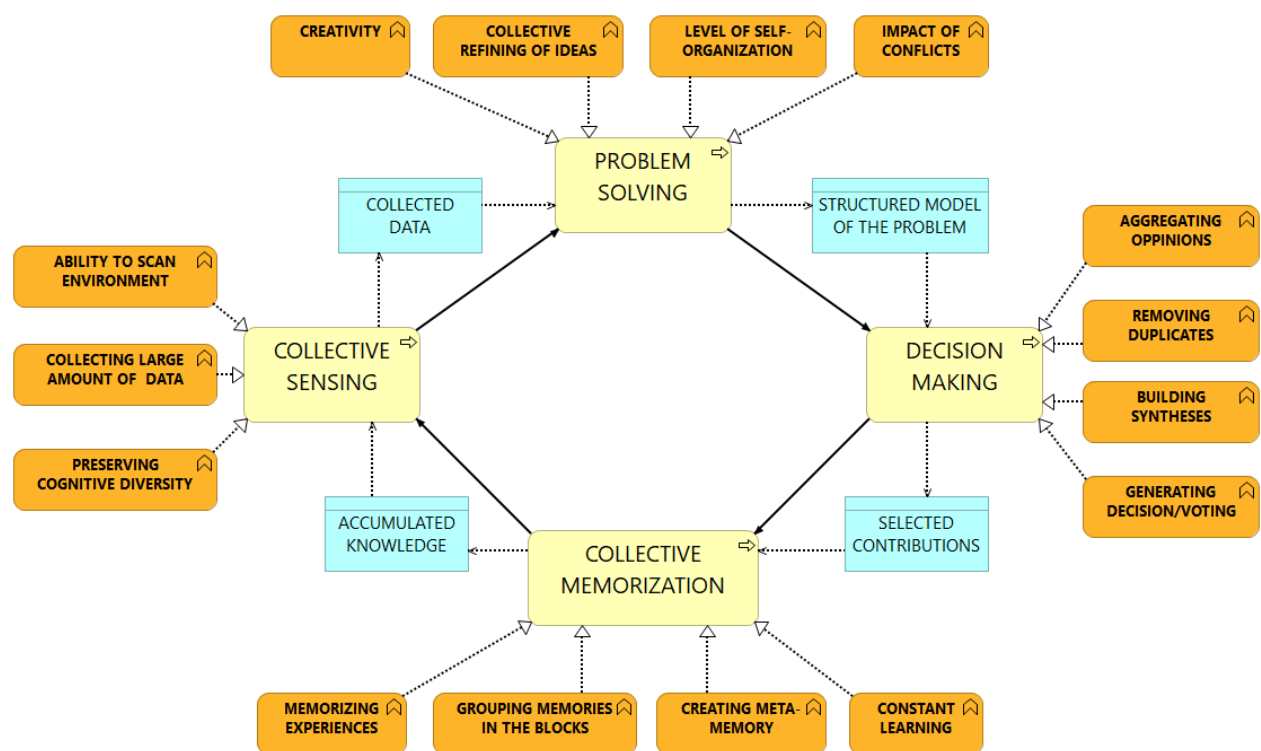 CREATIVITY
COLLECTIVE
REFINING OF IDEAS
LEVEL OF SELF-
ORGANIZATION
IMPACT OF
CONFLICTS
PROBLEM
SOLVING
COLLECTED
DATA
STRUCTURED MODEL
OF THE PROBLEM
ABILITY TO SCAN
ENVIRONMENT
COLLECTING LARGE
AMOUNT OF  DATA
PRESERVING
COGNITIVE DIVERSITY
COLLECTIVE
SENSING
DECISION
MAKING
AGGREGATING
OPPINIONS
REMOVING
DUPLICATES
BUILDING
SYNTHESES
GENERATING
DECISION/VOTING
ACCUMULATED
KNOWLEDGE
COLLECTIVE
MEMORIZATION
SELECTED
CONTRIBUTIONS
MEMORIZING
EXPERIENCES
GROUPING MEMORIES
IN THE BLOCKS
CREATING META-
MEMORY
CONSTANT
LEARNING